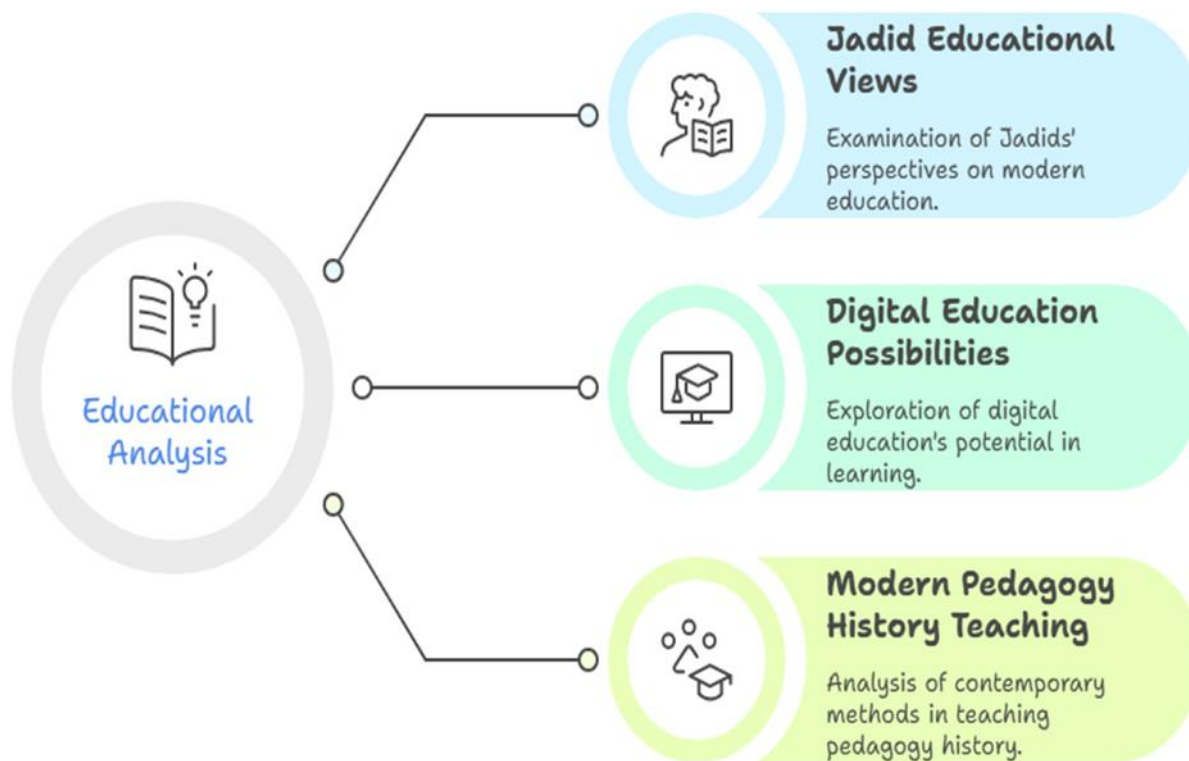 Educational
Analysis
Jadid Educational
Views
Examination of Jadids'
perspectives on modern
education.
Digital Education
Possibilities
Exploration of digital
education's potential in
learning.
Modern Pedagogy
History Teaching
Analysis of contemporary
methods in teaching
pedagogy history.